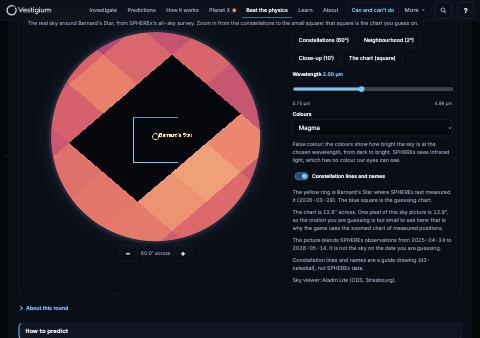 Vestigium
Investigate Predictions How it works Planet X Beat the physics Learn About Can and can't do More ?
The real sky around Barnard's Star, from SPHEREx's all-sky survey. Zoom in from the constellations to the small square: that square is the chart you guess on.
Constellations (60°) Neighbourhood (2°)
Close-up (10') The chart (square)
Wavelength 2.00 µm
0.75 µm 4.99 µm
Colours
Magma
False colour: the colours show how bright the sky is at the
chosen wavelength, from dark to bright. SPHEREx sees infrared
light, which has no colour our eyes can see.
Constellation lines and names
The yellow ring is Barnard's Star where SPHEREx last measured
it (2026-03-29). The blue square is the guessing chart.
The chart is 12.8" across. One pixel of this sky picture is 12.9",
so the motion you are guessing is too small to see here: that is
why the game uses the zoomed chart of measured positions.
The picture blends SPHEREx observations from 2025-04-24 to
2026-05-14. It is not the sky on the date you are guessing.
Constellation lines and names are a guide drawing (d3-
celestial), not SPHEREx data.
Sky viewer: Aladin Lite (CDS, Strasbourg).
Barnard's Star
− 60.0° across +
About this round
How to predict